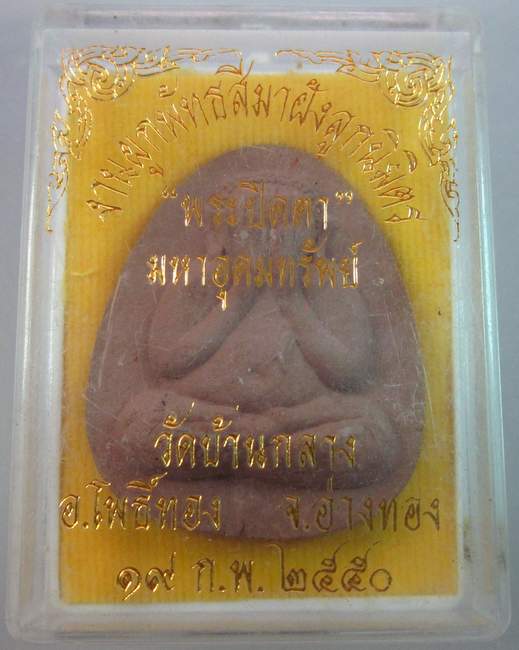 งานผูกพัทธสีมาฝังลูกนิมิตร
"พระปิดตา"
มหาอุดมทรัพย์
วัดบ้านกลาง
อ.โพธิ์ทอง จ.อ่างทอง
๑๙ ก.พ. ๒๕๕๐